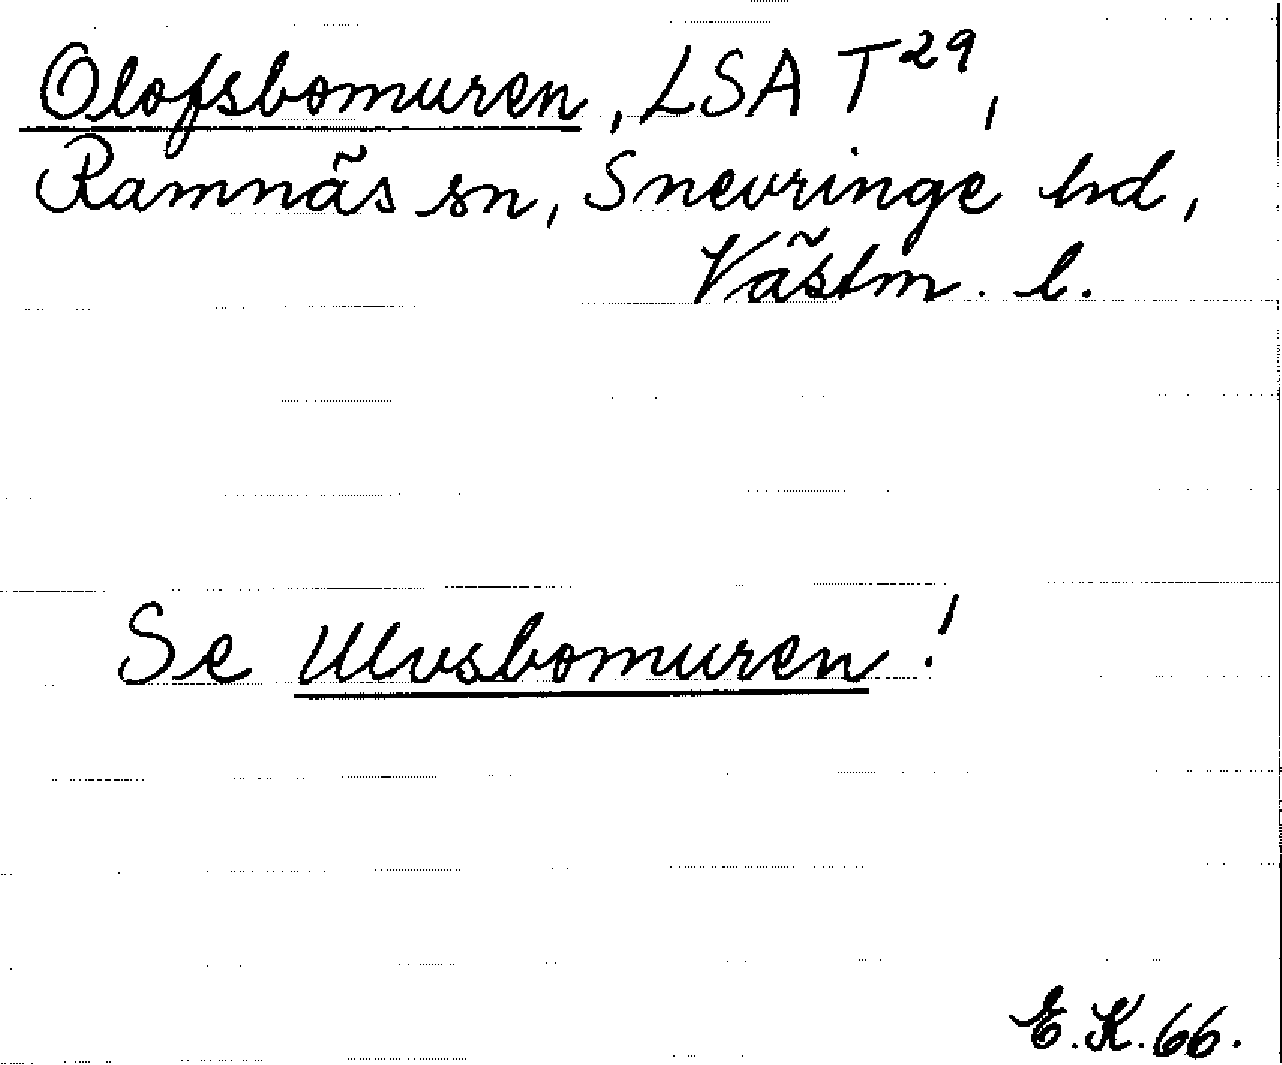 Olofsbomuren, LSA T29,
Ramnäs sn, Snevringe hd,
Västm. l.
Se Ulvsbomuren!
E.K.66.